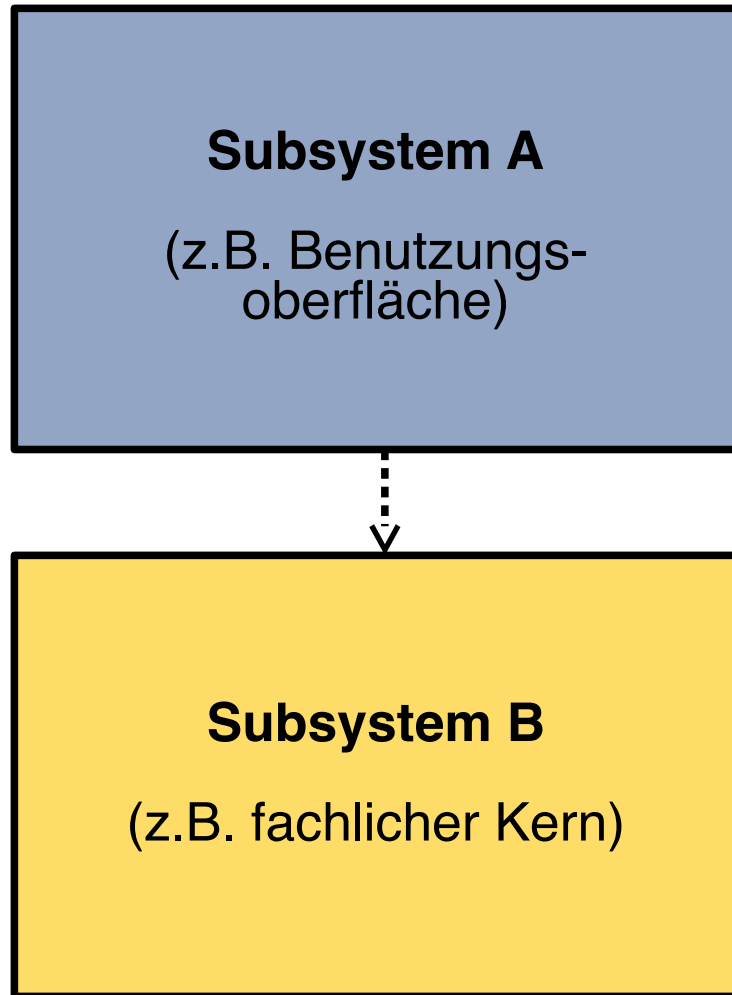 Subsystem A
(z.B. Benutzungs-
oberfläche)
Subsystem B
(z.B. fachlicher Kern)